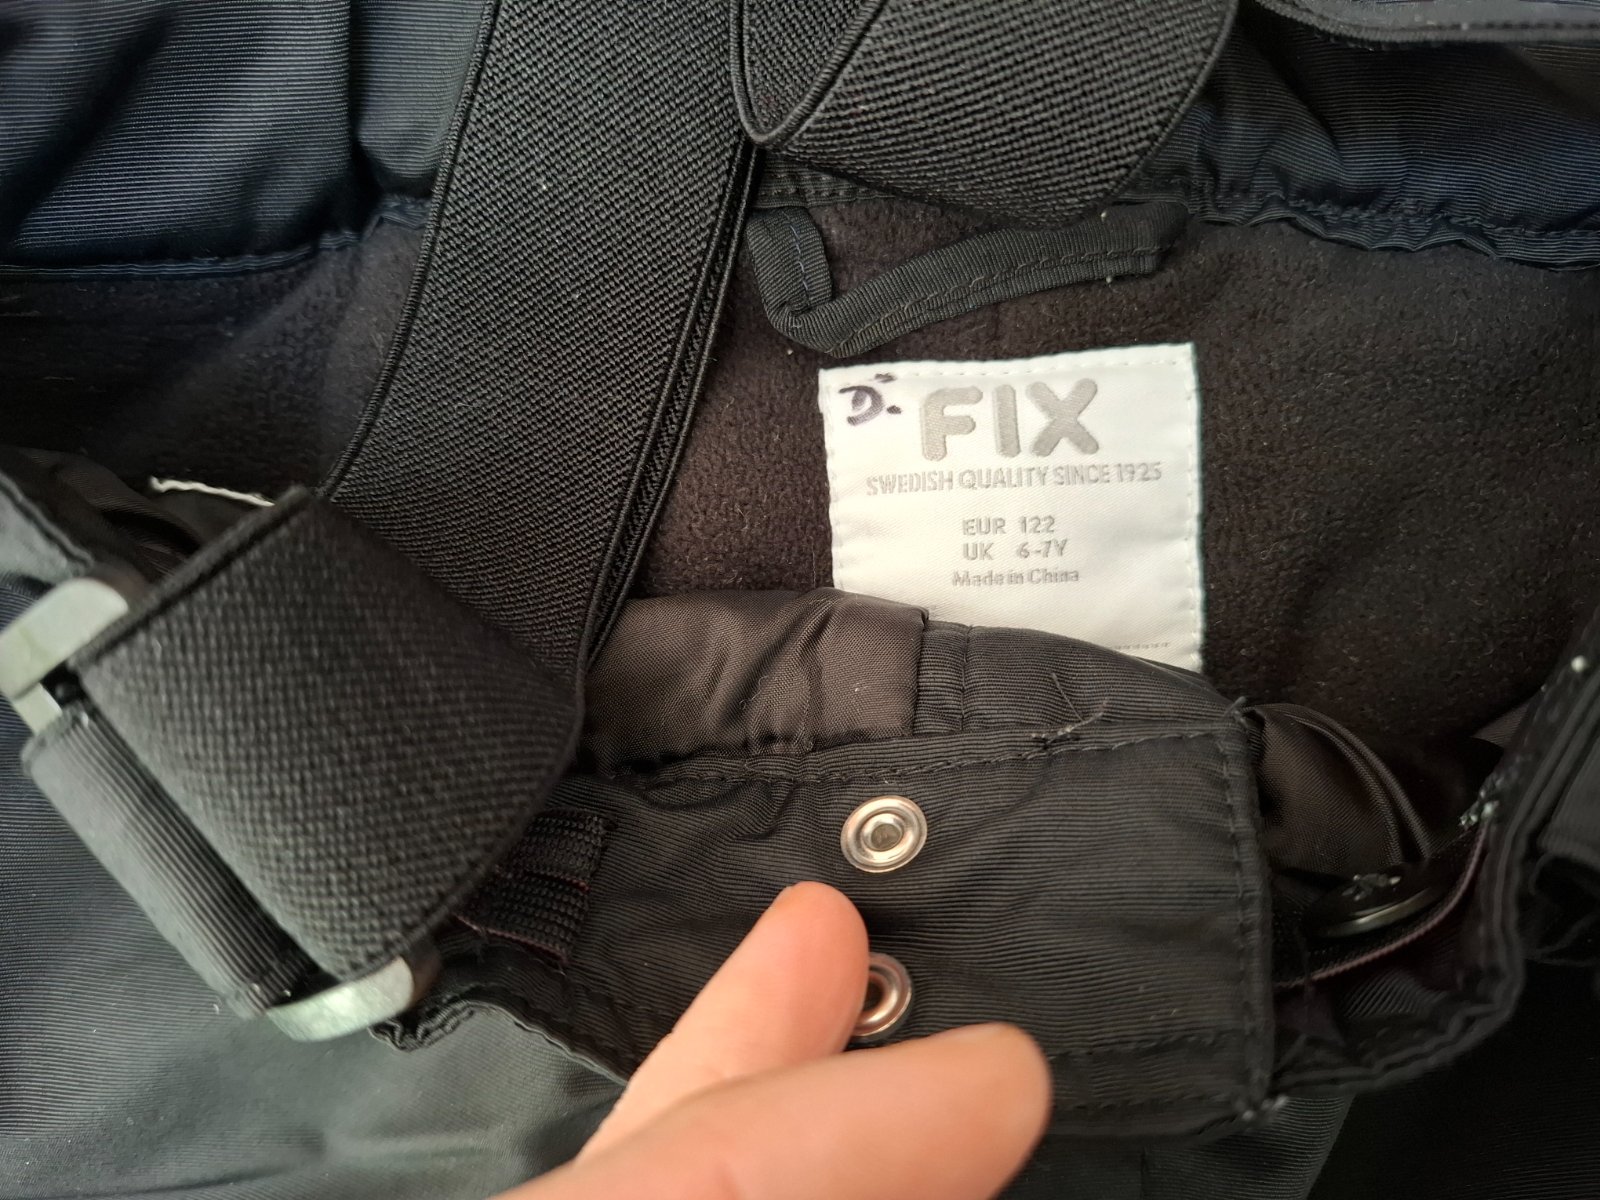 D.
FIX
SWEDISH QUALITY SINCE 1925
EUR 122
UK 6-7Y
Made in China